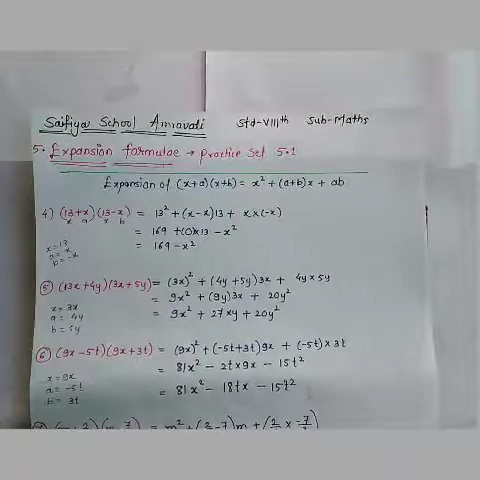 Saifiya School Amravati Std-VIIIth Sub-Maths
5. Expansion formulae → practice set 5.1
Expansion of (x+a)(x+b) = x² + (a+b)x + ab
4) (13+x)(13-x) = 13² + (x-x)13 + x×(-x)
x a x b
= 169 + (0)×13 - x²
= 169 - x²
x = 13
a = x
b = -x
⑤ (13x+4y)(3x+5y) = (3x)² + (4y+5y)3x + 4y×5y
= 9x² + (9y)3x + 20y²
= 9x² + 27xy + 20y²
x = 3x
a = 4y
b = 5y
⑥ (9x-5t)(9x+3t) = (9x)² + (-5t+3t)9x + (-5t)×3t
= 81x² - 2t×9x - 15t²
= 81x² - 18tx - 15t²
x = 9x
a = -5t
b = 3t